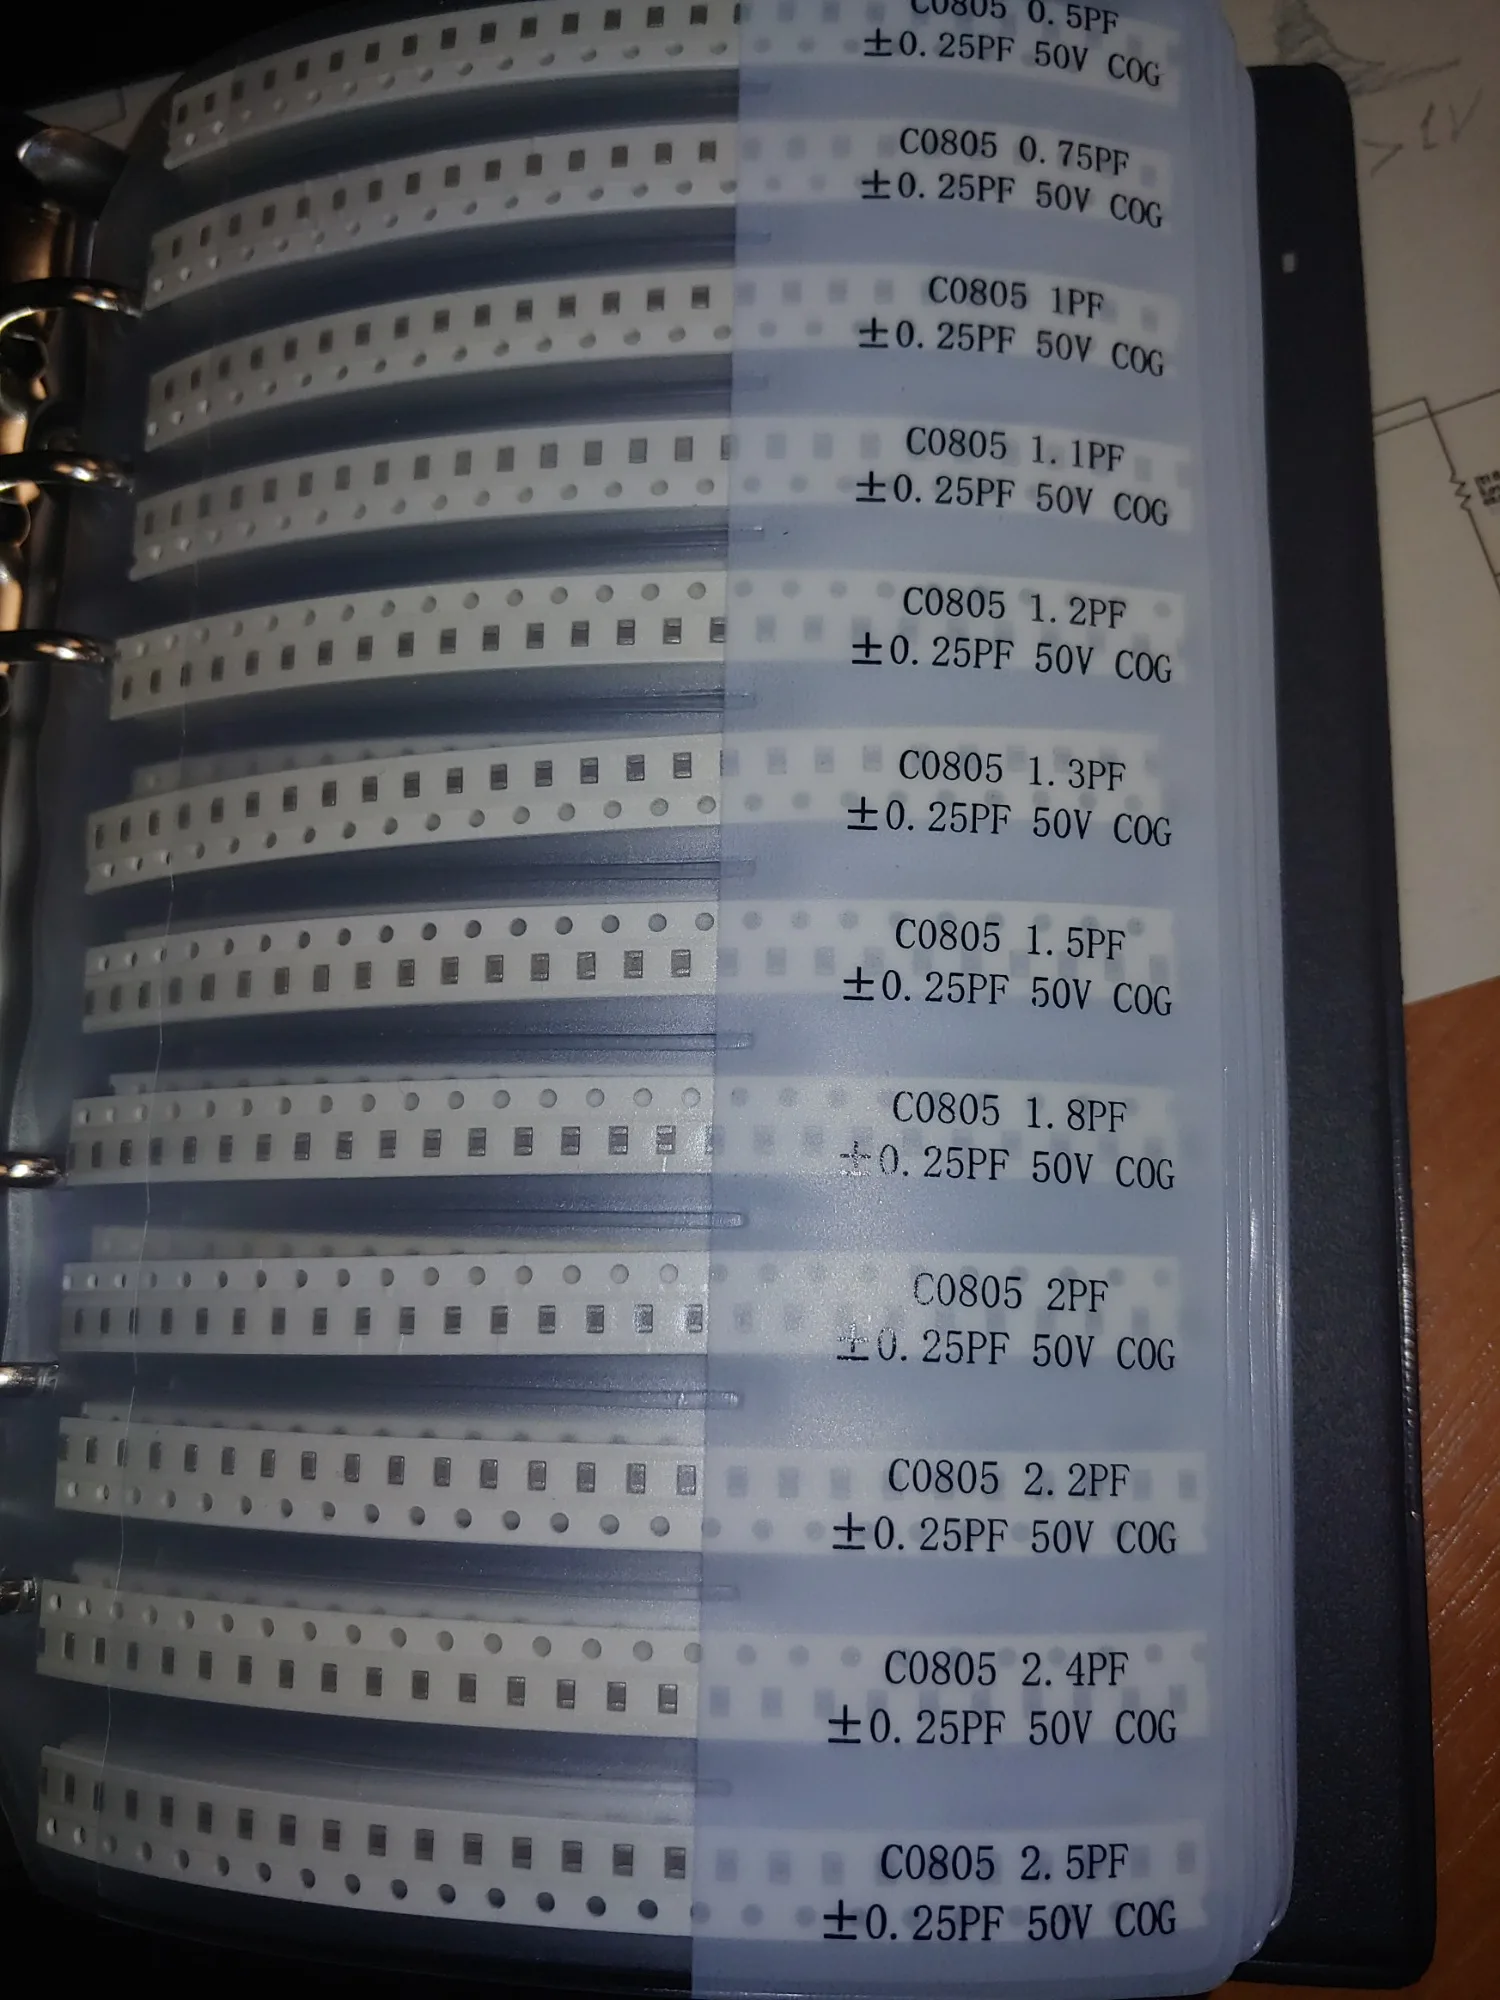 C0805 0.5PF
±0.25PF 50V COG
C0805 0.75PF
±0.25PF 50V COG
C0805 1PF
±0.25PF 50V COG
C0805 1.1PF
±0.25PF 50V COG
C0805 1.2PF
±0.25PF 50V COG
C0805 1.3PF
±0.25PF 50V COG
C0805 1.5PF
±0.25PF 50V COG
C0805 1.8PF
±0.25PF 50V COG
C0805 2PF
±0.25PF 50V COG
C0805 2.2PF
±0.25PF 50V COG
C0805 2.4PF
±0.25PF 50V COG
C0805 2.5PF
±0.25PF 50V COG